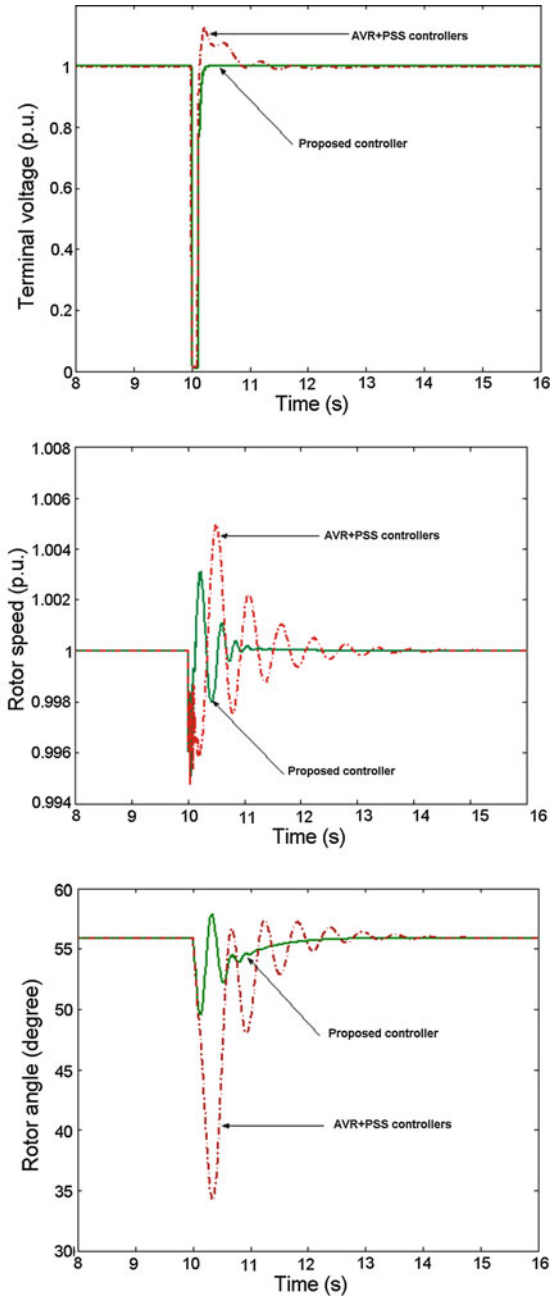 AVR+PSS controllers
1
Proposed controller
0.8
0.6
0.4
0.2
0
Terminal voltage (p.u.)
8 9 10 11 12 13 14 15 16
Time (s)
1.008
1.006
AVR+PSS controllers
1.004
1.002
1
0.998
Proposed controller
0.996
0.994
Rotor speed (p.u.)
8 9 10 11 12 13 14 15 16
Time (s)
60
55
Proposed controller
50
45
AVR+PSS controllers
40
35
30
Rotor angle (degree)
8 9 10 11 12 13 14 15 16
Time (s)